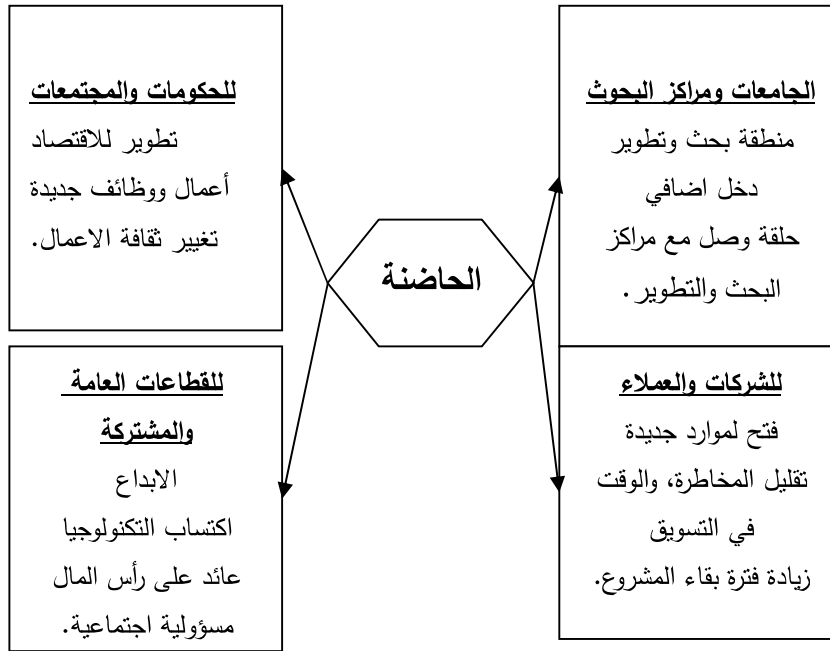 الجامعات ومراكز البحوث
منطقة بحث وتطوير
دخل اضافي
حلقة وصل مع مراكز
البحث والتطوير .
للحكومات والمجتمعات
تطوير للاقتصاد
أعمال ووظائف جديدة
تغيير ثقافة الاعمال.
الحاضنة
للشركات والعملاء
فتح لموارد جديدة
تقليل المخاطرة، والوقت
في التسويق
زيادة فترة بقاء المشروع.
للقطاعات العامة
والمشتركة
الابداع
اكتساب التكنولوجيا
عائد على رأس المال
مسؤولية اجتماعية.